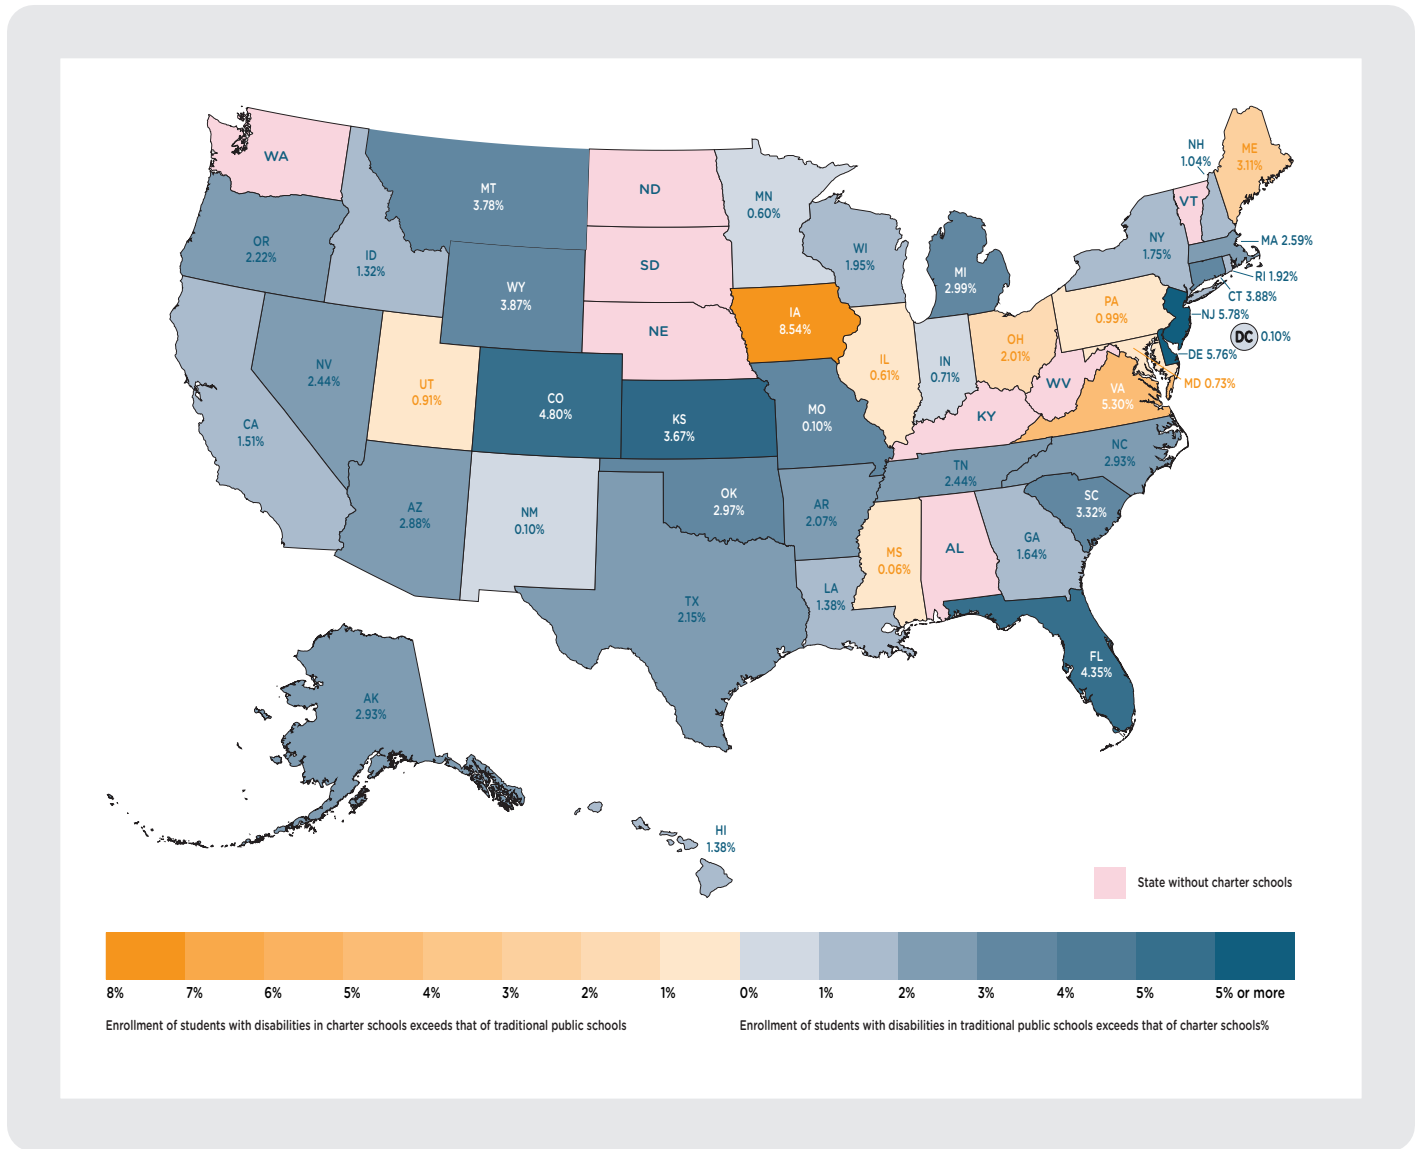 WA
MT
3.78%
ND
MN
0.60%
NH
1.04%
ME
3.11%
VT
OR
2.22%
ID
1.32%
WY
3.87%
SD
WI
1.95%
MI
2.99%
NY
1.75%
MA 2.59%
RI 1.92%
CT 3.88%
NJ 5.78%
DC 0.10%
DE 5.76%
MD 0.73%
NE
IA
8.54%
PA
0.99%
OH
2.01%
IL
0.61%
IN
0.71%
WV
VA
5.30%
NV
2.44%
UT
0.91%
CO
4.80%
KS
3.67%
MO
0.10%
KY
CA
1.51%
AZ
2.88%
NM
0.10%
OK
2.97%
AR
2.07%
TN
2.44%
NC
2.93%
SC
3.32%
MS
0.06%
AL
GA
1.64%
TX
2.15%
LA
1.38%
FL
4.35%
AK
2.93%
HI
1.38%
State without charter schools
8% 7% 6% 5% 4% 3% 2% 1% 0% 1% 2% 3% 4% 5% 5% or more
Enrollment of students with disabilities in charter schools exceeds that of traditional public schools
Enrollment of students with disabilities in traditional public schools exceeds that of charter schools%